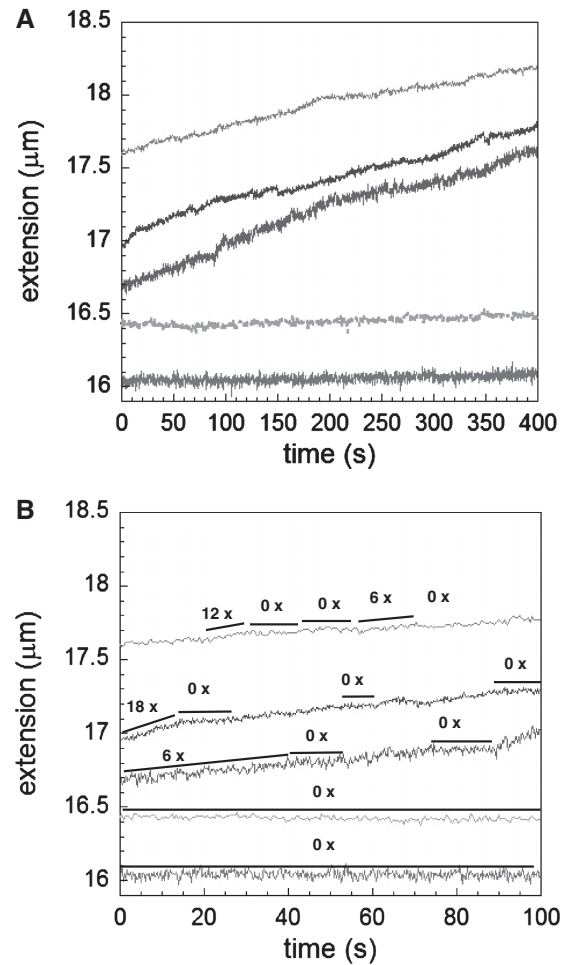 A
18.5
18
17.5
17
16.5
16
extension (μm)
0 50 100 150 200 250 300 350 400
time (s)
B
18.5
18
17.5
17
16.5
16
extension (μm)
12 x 0 x 0 x 6 x 0 x
18 x 0 x 0 x 0 x
6 x 0 x 0 x
0 x
0 x
0 20 40 60 80 100
time (s)